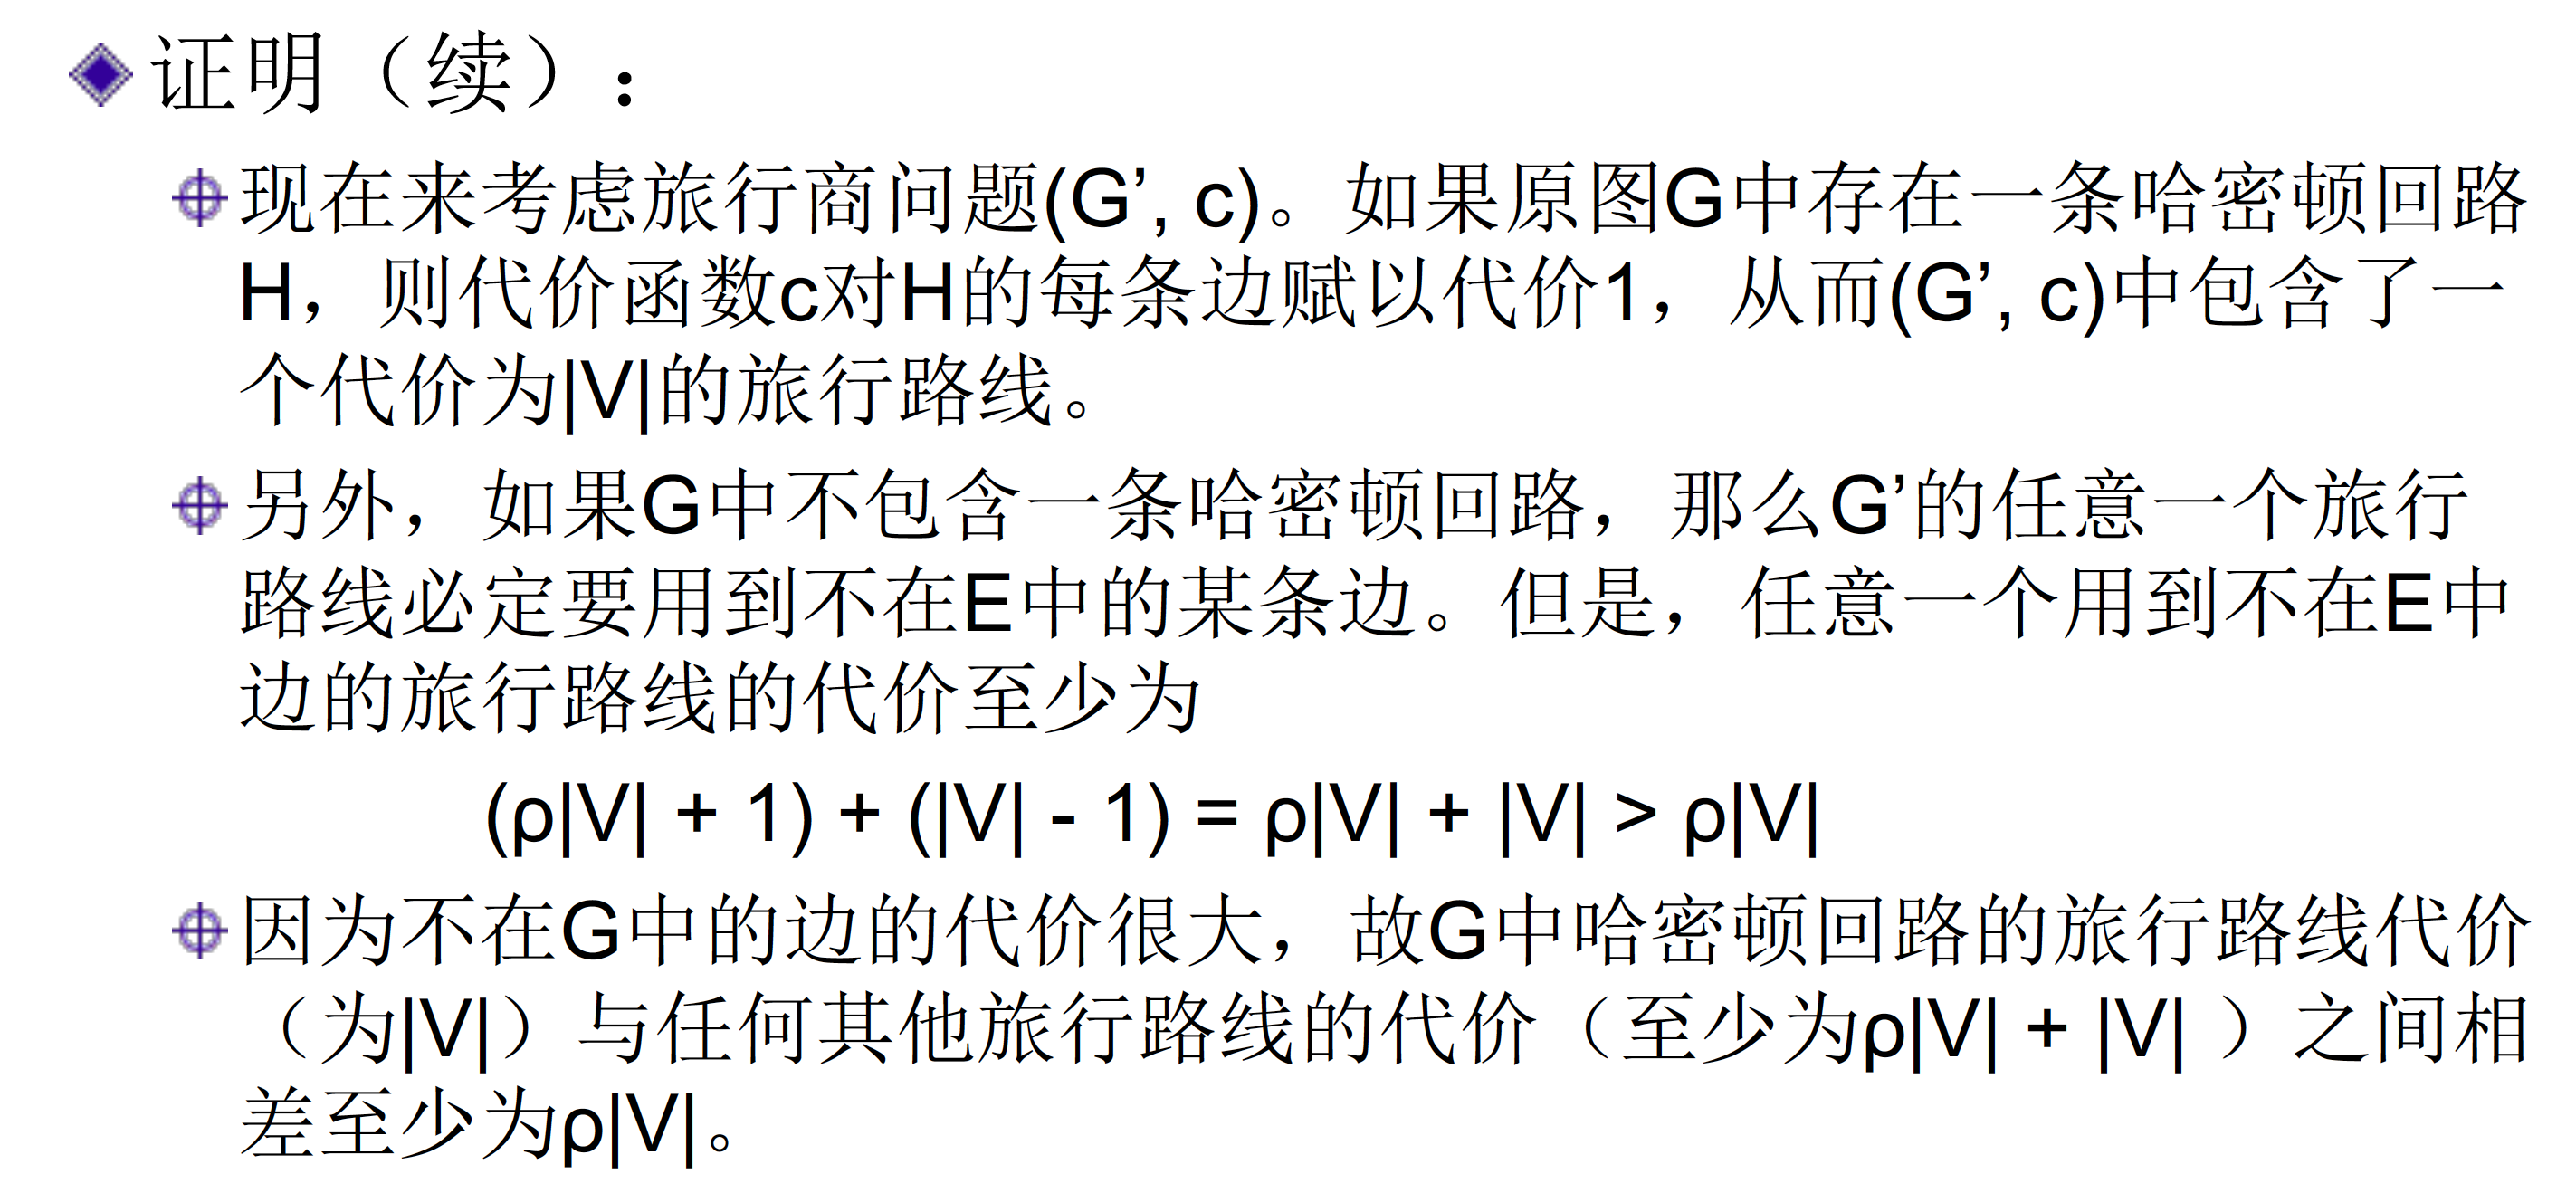 证明（续）：
现在来考虑旅行商问题(G’, c)。如果原图G中存在一条哈密顿回路
H，则代价函数c对H的每条边赋以代价1，从而(G’, c)中包含了一
个代价为|V|的旅行路线。
另外，如果G中不包含一条哈密顿回路，那么G’的任意一个旅行
路线必定要用到不在E中的某条边。但是，任意一个用到不在E中
边的旅行路线的代价至少为
(ρ|V| + 1) + (|V| - 1) = ρ|V| + |V| > ρ|V|
因为不在G中的边的代价很大，故G中哈密顿回路的旅行路线代价
（为|V|）与任何其他旅行路线的代价（至少为ρ|V| + |V| ）之间相
差至少为ρ|V|。